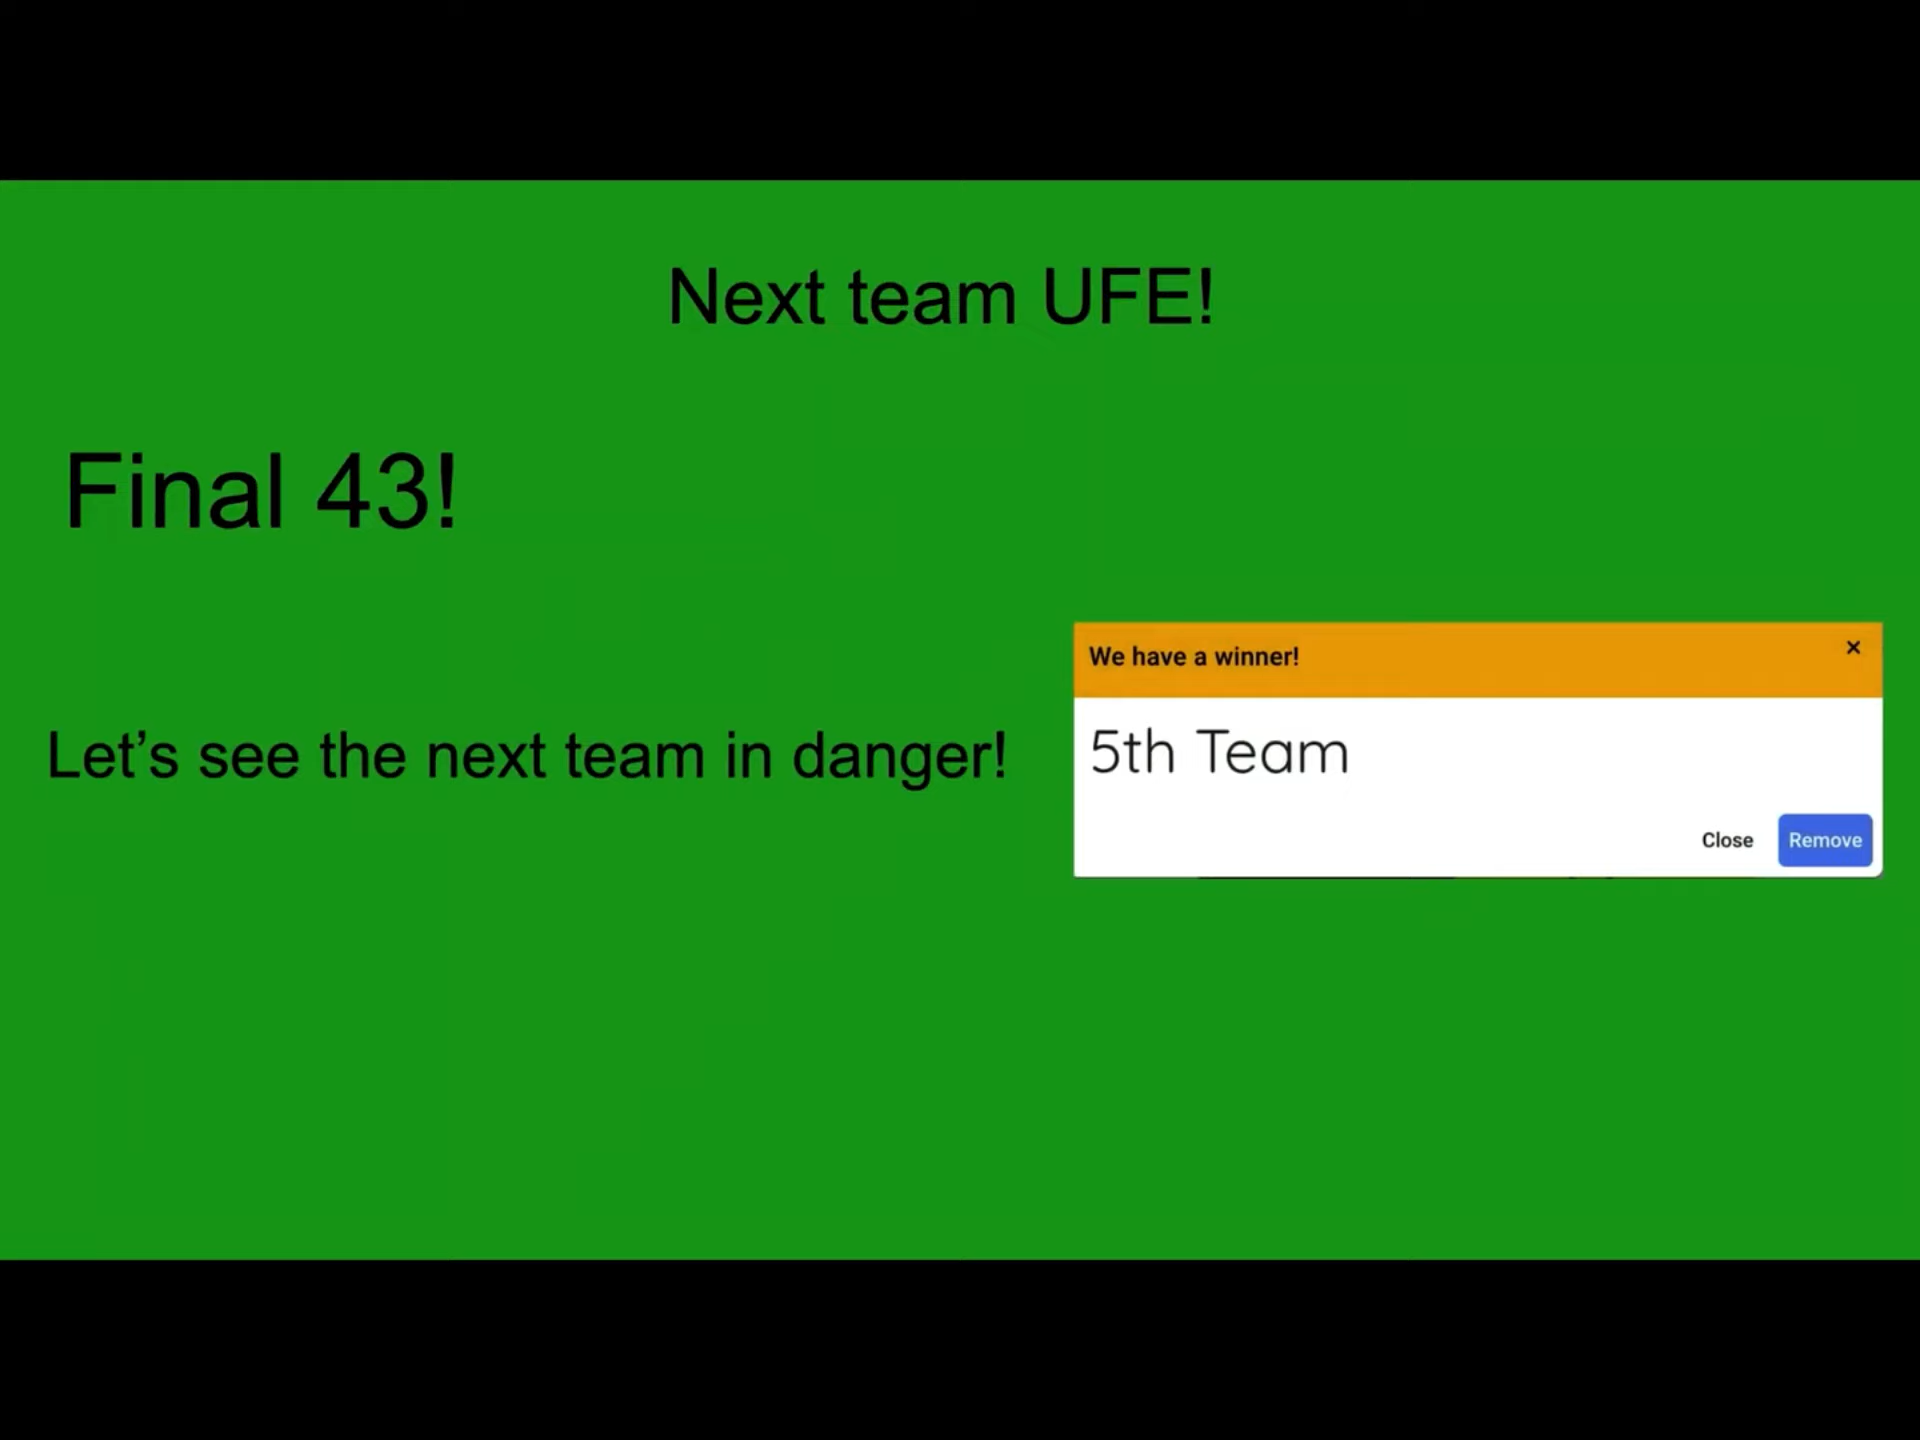 Next team UFE!
Final 43!
We have a winner!
×
Let’s see the next team in danger!
5th Team
Close
Remove